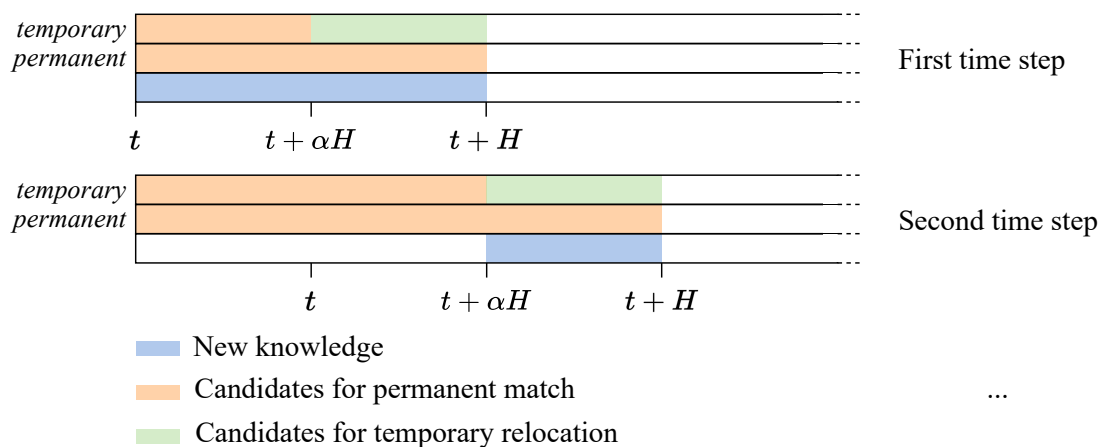 temporary
permanent
First time step
t
t + αH
t + H
temporary
permanent
Second time step
t
t + αH
t + H
New knowledge
Candidates for permanent match
...
Candidates for temporary relocation